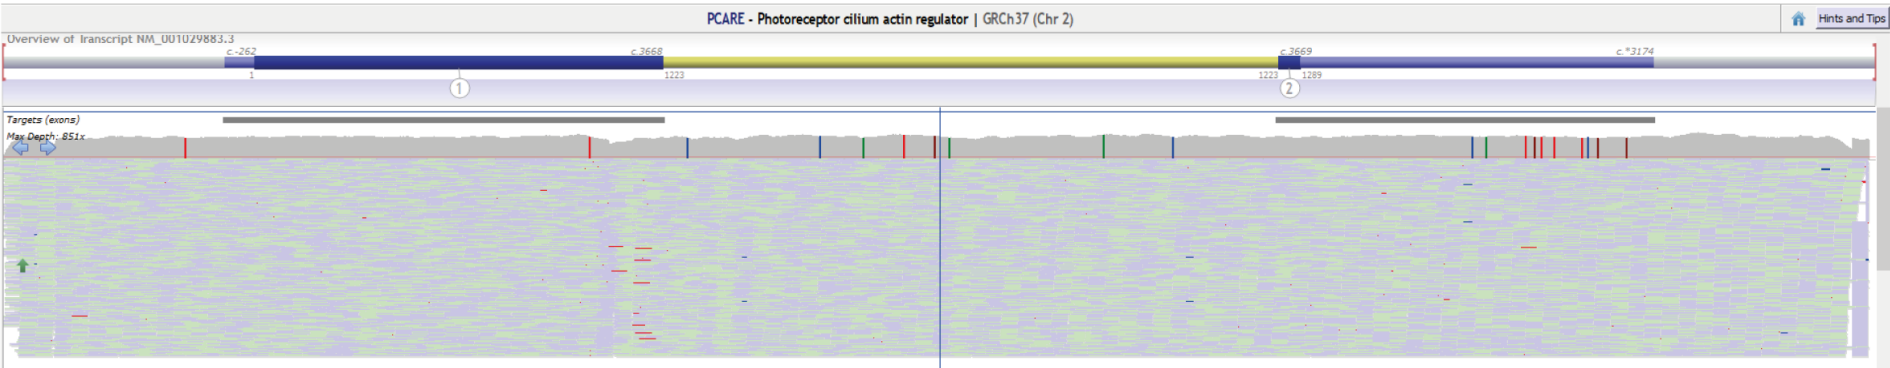 PCARE - Photoreceptor cilium actin regulator | GRCh37 (Chr 2)
Hints and Tips
Overview of Transcript NM_001029883.3
c.-262 c.3668 c.3669 c.*3174
1 1223 1223 1289
1 2
Targets (exons)
Max Depth: 851x